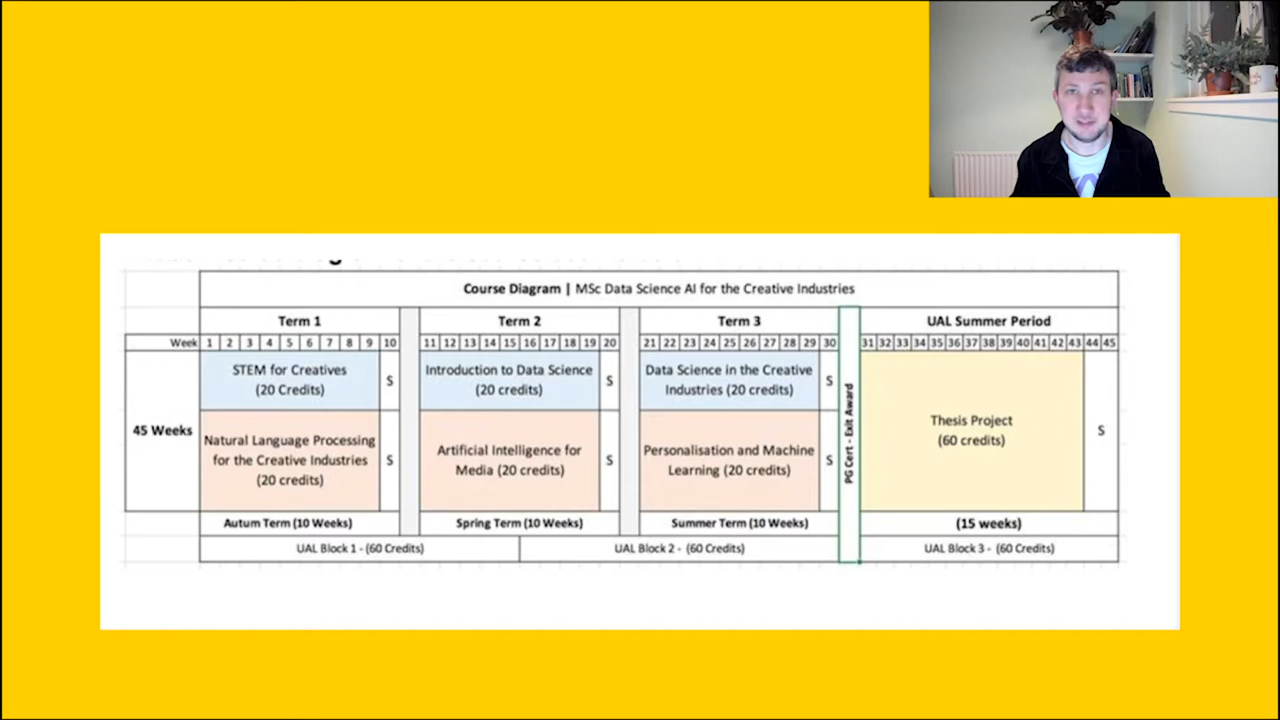 Course Diagram | MSc Data Science AI for the Creative Industries
Term 1
Term 2
Term 3
UAL Summer Period
Week 1 2 3 4 5 6 7 8 9 10 11 12 13 14 15 16 17 18 19 20 21 22 23 24 25 26 27 28 29 30 31 32 33 34 35 36 37 38 39 40 41 42 43 44 45
45 Weeks
STEM for Creatives
(20 Credits)
S
Introduction to Data Science
(20 credits)
S
Data Science in the Creative
Industries (20 credits)
S
Natural Language Processing
for the Creative Industries
(20 credits)
S
Artificial Intelligence for
Media (20 credits)
S
Personalisation and Machine
Learning (20 credits)
S
PG Cert - Exit Award
Thesis Project
(60 credits)
S
Autum Term (10 Weeks)
Spring Term (10 Weeks)
Summer Term (10 Weeks)
(15 weeks)
UAL Block 1 - (60 Credits)
UAL Block 2 - (60 Credits)
UAL Block 3 - (60 Credits)